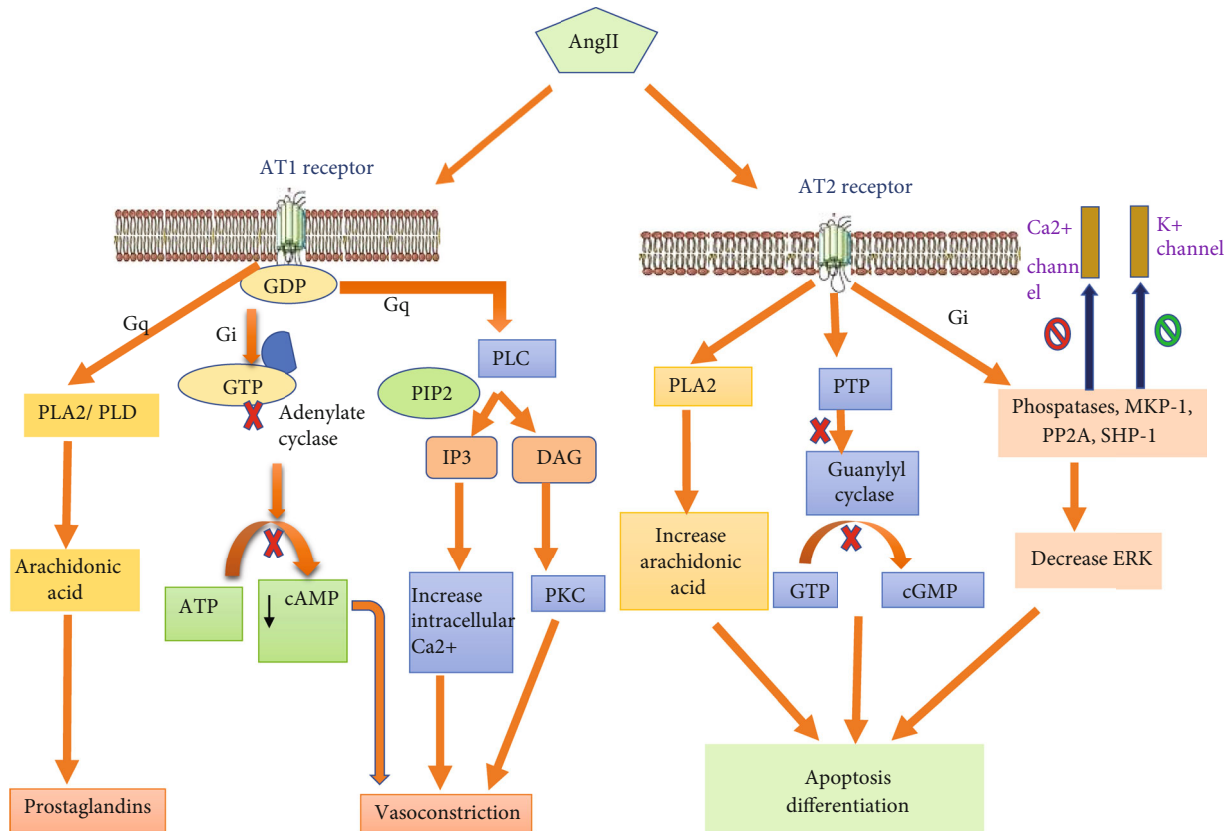 AngII
AT1 receptor
AT2 receptor
Ca2+
chann
el
K+
channel
GDP
Gq
Gq
Gi
Gi
PLC
GTP
PIP2
PLA2
PTP
PLA2/ PLD
Adenylate
cyclase
Phospatases, MKP-1,
PP2A, SHP-1
IP3
DAG
Guanylyl
cyclase
Increase
arachidonic
acid
Decrease ERK
Arachidonic
acid
ATP
cAMP
Increase
intracellular
Ca2+
PKC
GTP
cGMP
Prostaglandins
Vasoconstriction
Apoptosis
differentiation